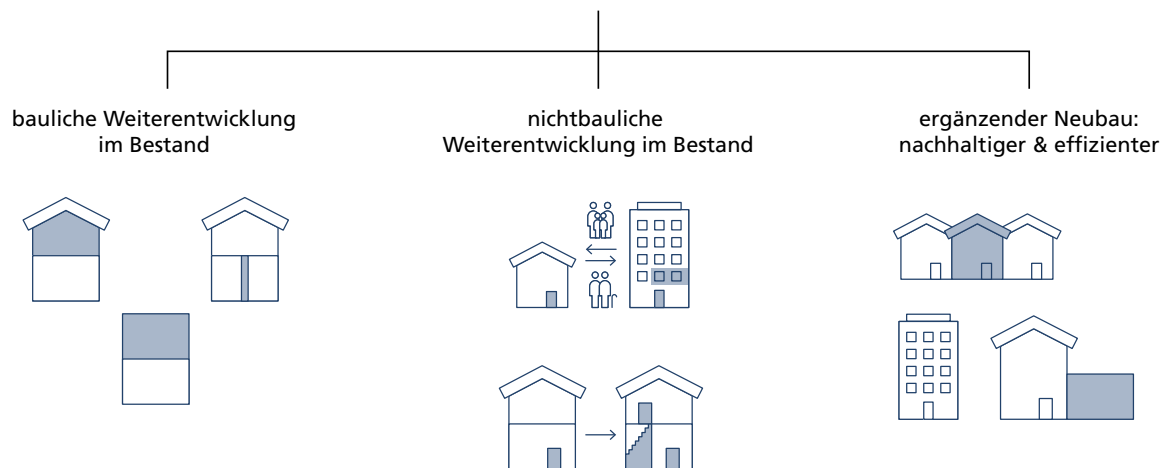 bauliche Weiterentwicklung
im Bestand
nichtbauliche
Weiterentwicklung im Bestand
ergänzender Neubau:
nachhaltiger & effizienter